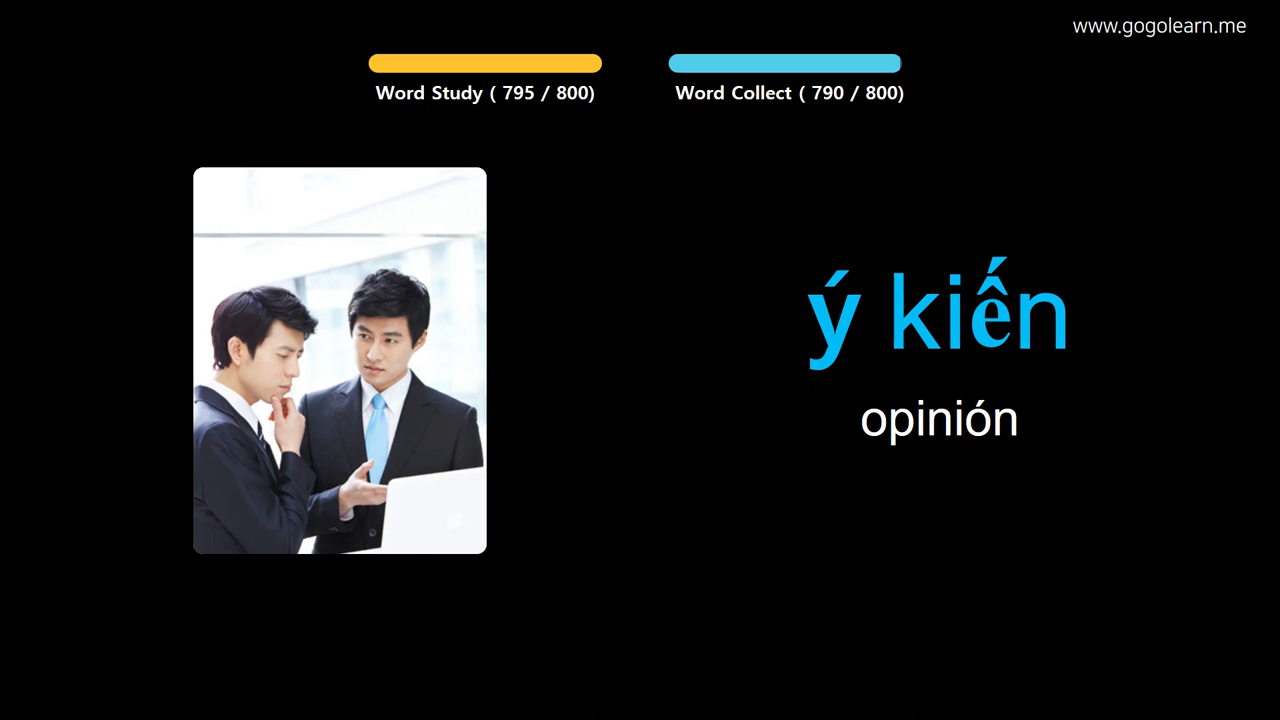 www.gogolearn.me
Word Study ( 795 / 800)
Word Collect ( 790 / 800)
ý kiến
opinión